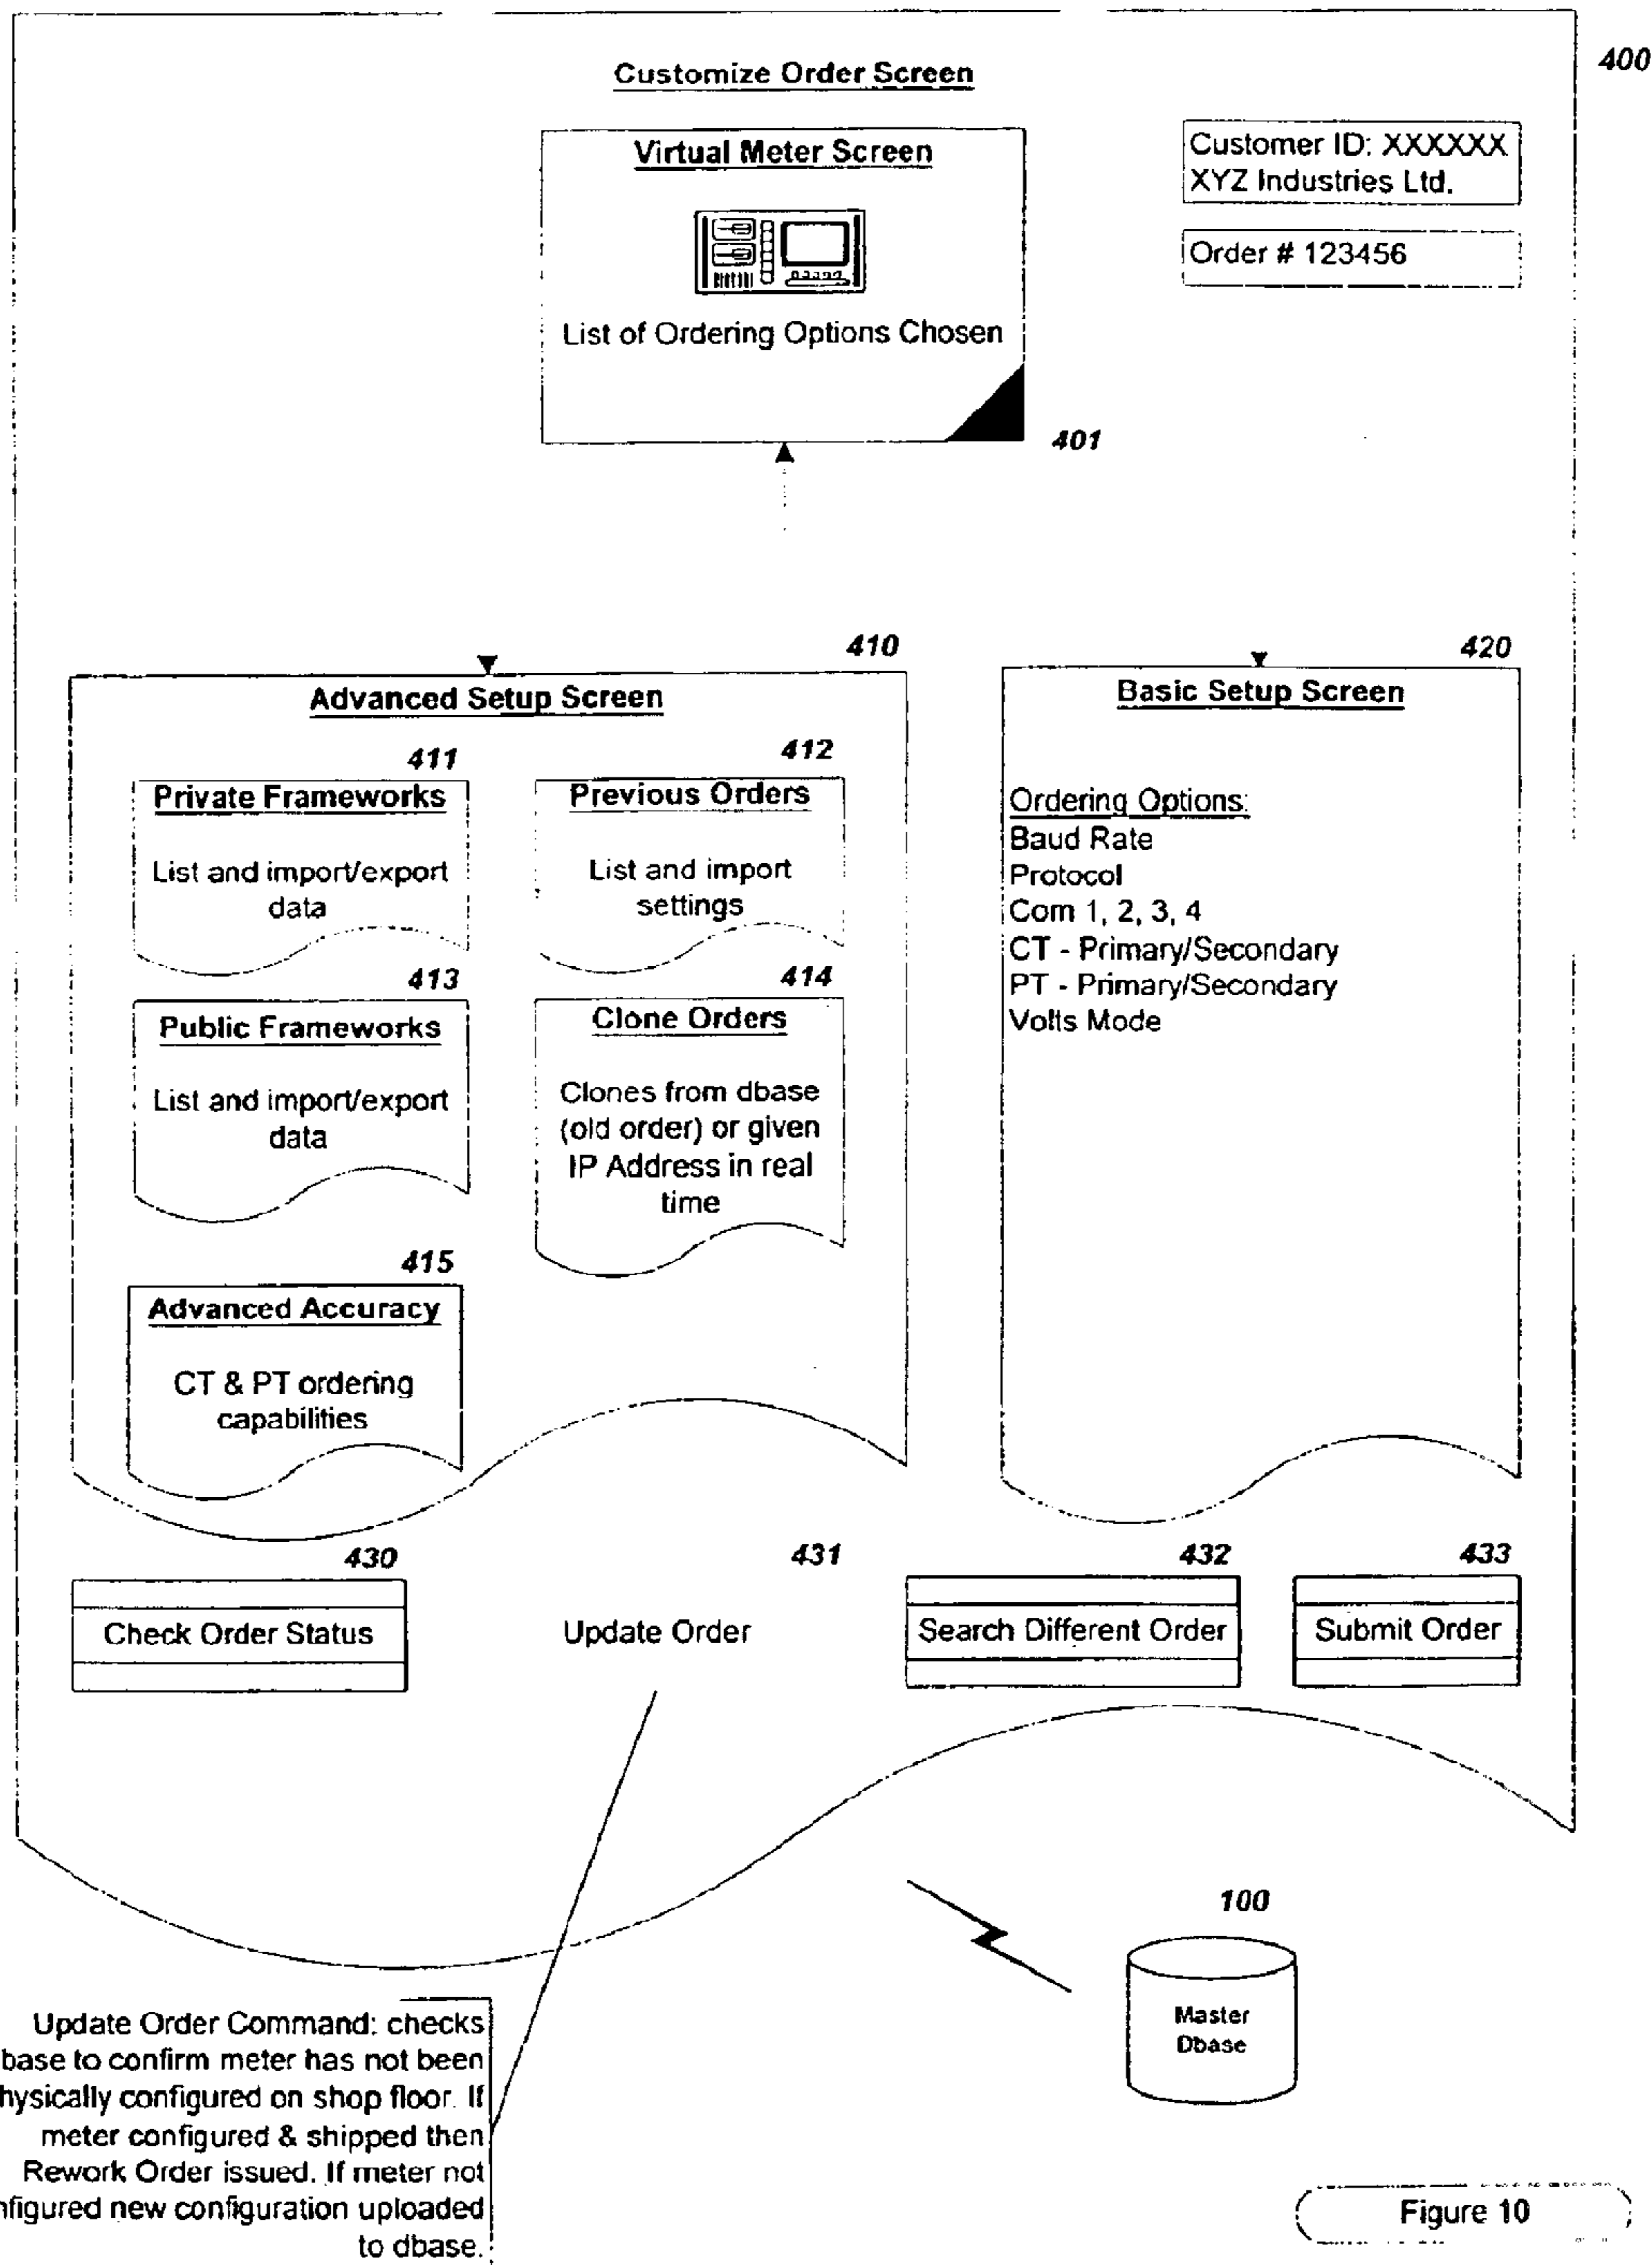 400
Customize Order Screen
Virtual Meter Screen
List of Ordering Options Chosen
401
Customer ID: XXXXXX
XYZ Industries Ltd.
Order # 123456
410
Advanced Setup Screen
411
Private Frameworks
List and import/export
data
412
Previous Orders
List and import
settings
413
Public Frameworks
List and import/export
data
414
Clone Orders
Clones from dbase
(old order) or given
IP Address in real
time
415
Advanced Accuracy
CT & PT ordering
capabilities
420
Basic Setup Screen
Ordering Options:
Baud Rate
Protocol
Com 1, 2, 3, 4
CT - Primary/Secondary
PT - Primary/Secondary
Volts Mode
430
Check Order Status
431
Update Order
432
Search Different Order
433
Submit Order
100
Master
Dbase
Update Order Command: checks
base to confirm meter has not been
hysically configured on shop floor. If
meter configured & shipped then
Rework Order issued. If meter not
nfigured new configuration uploaded
to dbase.
Figure 10